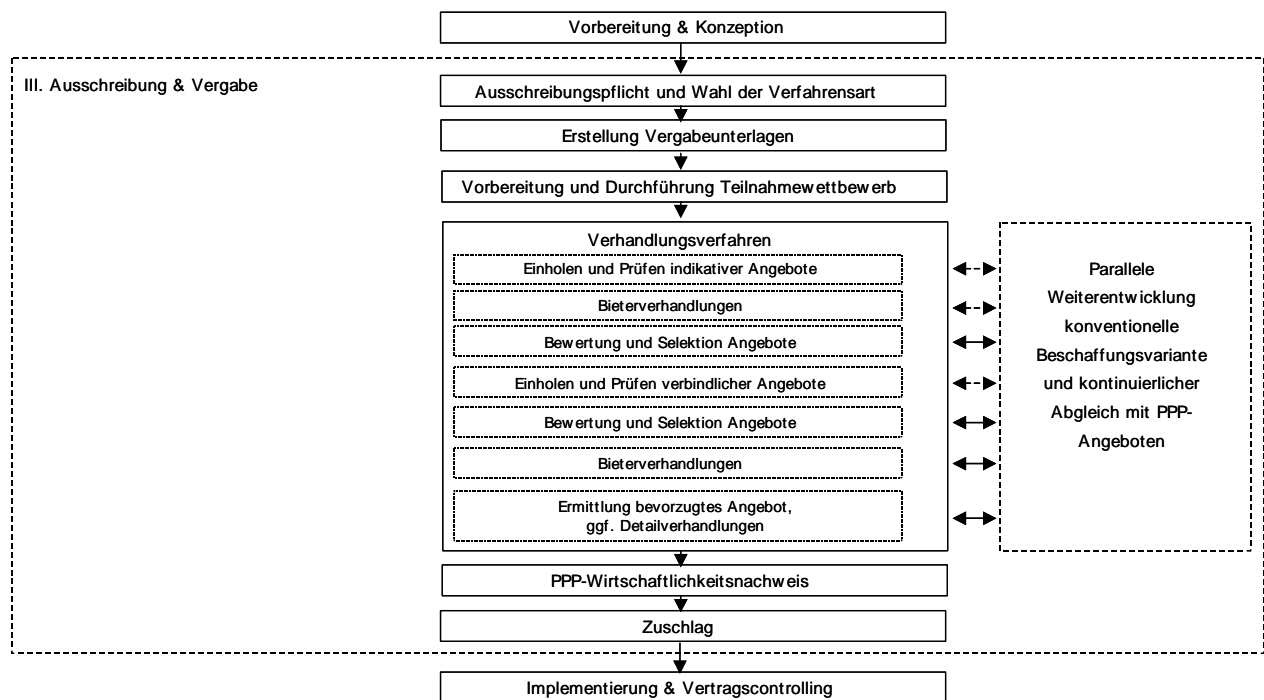 Vorbereitung & Konzeption
III. Ausschreibung & Vergabe
Ausschreibungspflicht und Wahl der Verfahrensart
Erstellung Vergabeunterlagen
Vorbereitung und Durchführung Teilnahmewettbewerb
Verhandlungsverfahren
Einholen und Prüfen indikativer Angebote
Bieterverhandlungen
Bewertung und Selektion Angebote
Einholen und Prüfen verbindlicher Angebote
Bewertung und Selektion Angebote
Bieterverhandlungen
Ermittlung bevorzugtes Angebot,
ggf. Detailverhandlungen
Parallele
Weiterentwicklung
konventionelle
Beschaffungsvariante
und kontinuierlicher
Abgleich mit PPP-
Angeboten
PPP-Wirtschaftlichkeitsnachweis
Zuschlag
Implementierung & Vertragscontrolling